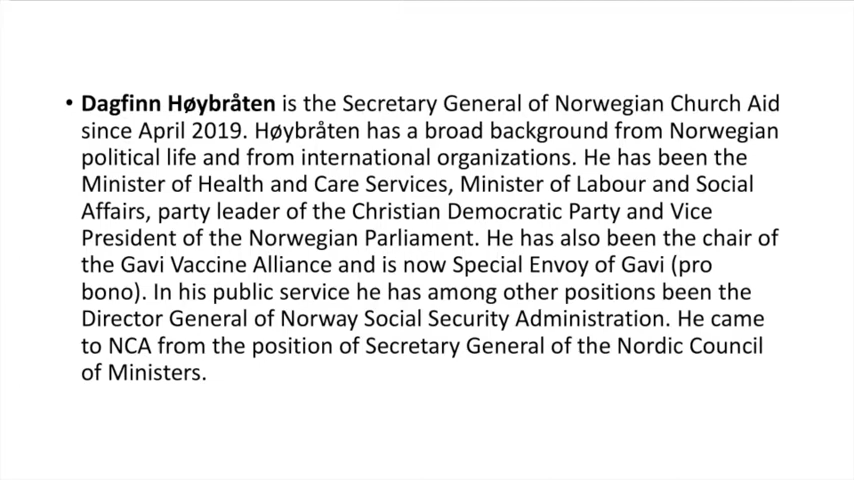 • Dagfinn Høybråten is the Secretary General of Norwegian Church Aid
since April 2019. Høybråten has a broad background from Norwegian
political life and from international organizations. He has been the
Minister of Health and Care Services, Minister of Labour and Social
Affairs, party leader of the Christian Democratic Party and Vice
President of the Norwegian Parliament. He has also been the chair of
the Gavi Vaccine Alliance and is now Special Envoy of Gavi (pro
bono). In his public service he has among other positions been the
Director General of Norway Social Security Administration. He came
to NCA from the position of Secretary General of the Nordic Council
of Ministers.